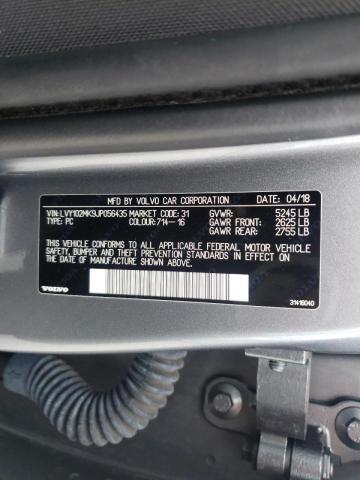 MFD. BY VOLVO CAR CORPORATION DATE: 04/18
VIN:LVY102MK9JP056435 MARKET CODE: 31 GVWR: 5245 LB
TYPE: PC COLOUR:714-16 GAWR FRONT: 2625 LB
GAWR REAR: 2755 LB
THIS VEHICLE CONFORMS TO ALL APPLICABLE FEDERAL MOTOR VEHICLE
SAFETY, BUMPER AND THEFT PREVENTION STANDARDS IN EFFECT ON THE
DATE OF MANUFACTURE SHOWN ABOVE.
VOLVO
31416040